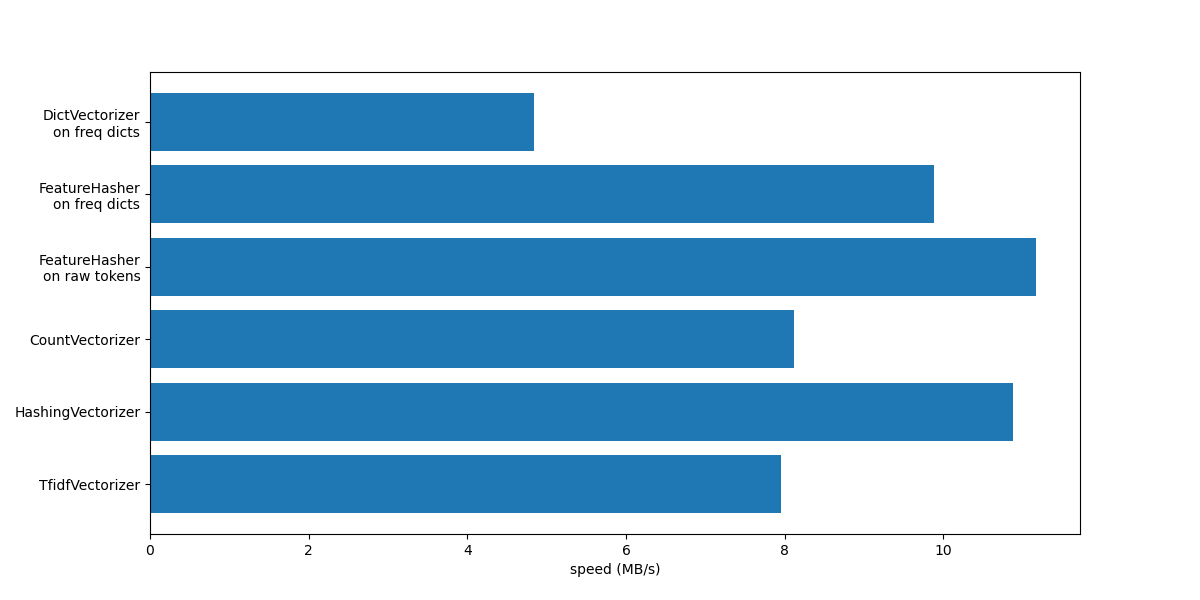 DictVectorizer
on freq dicts
FeatureHasher
on freq dicts
FeatureHasher
on raw tokens
CountVectorizer
HashingVectorizer
TfidfVectorizer
0 2 4 6 8 10
speed (MB/s)